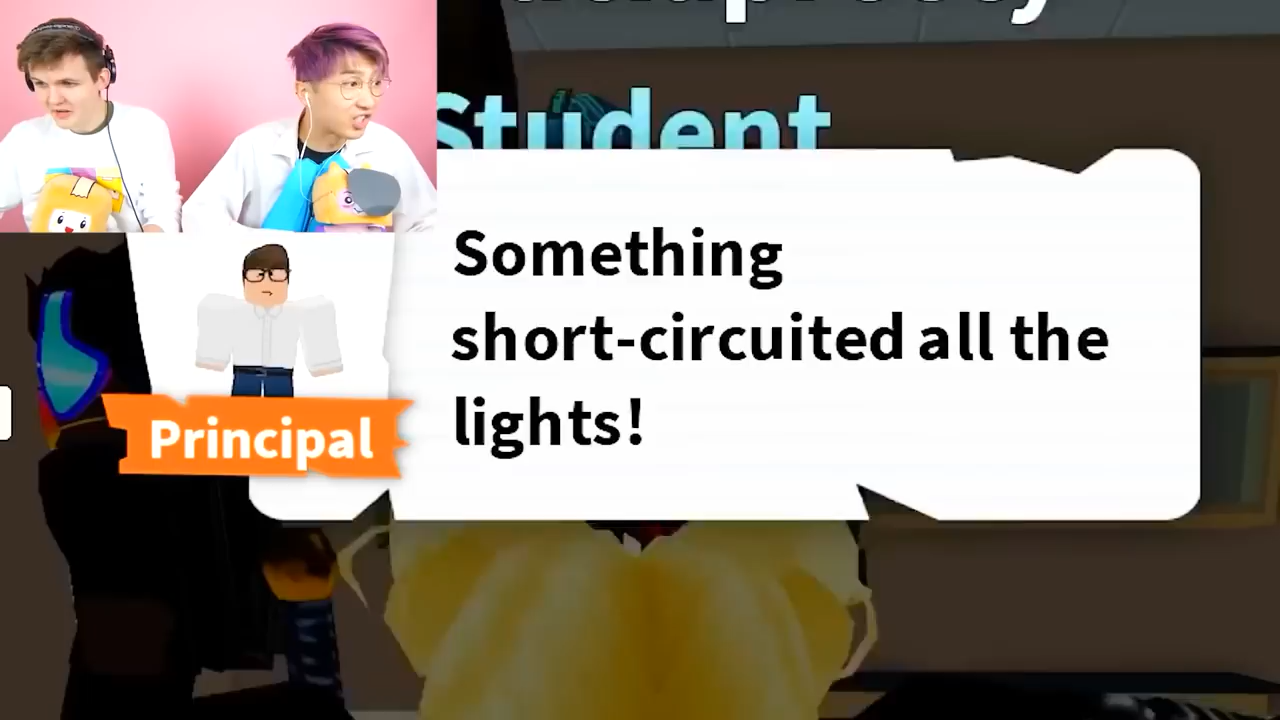 Student
Something
short-circuited all the
lights!
Principal